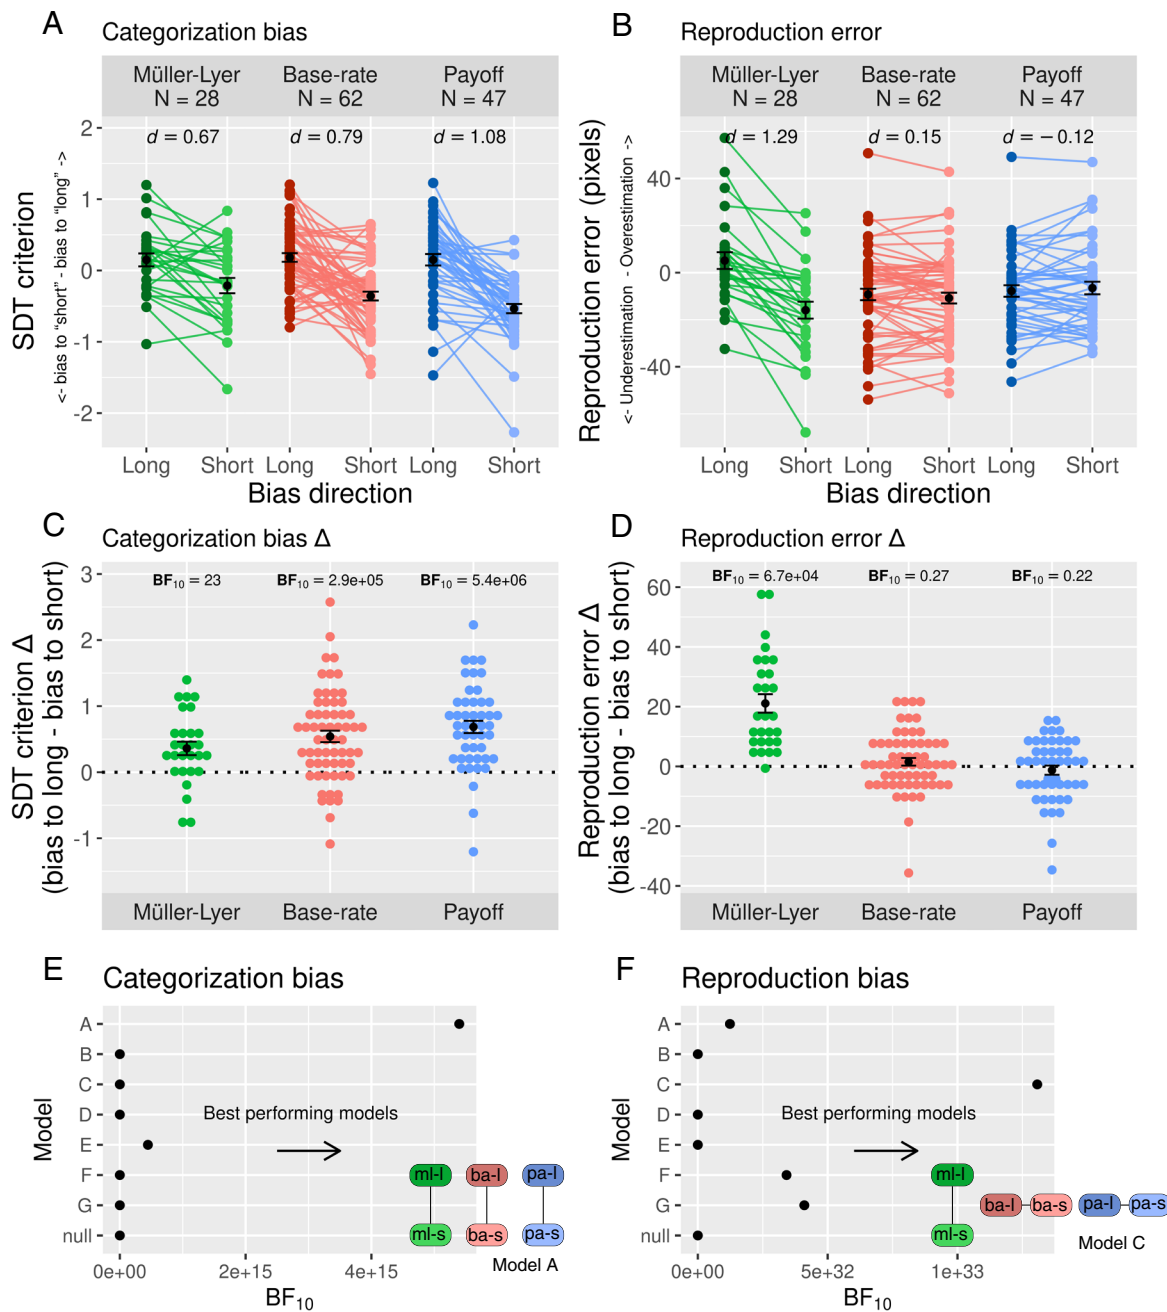 A
Categorization bias
Müller-Lyer
N = 28
Base-rate
N = 62
Payoff
N = 47
d = 0.67
d = 0.79
d = 1.08
SDT criterion
<- bias to “short” - bias to “long” ->
2
1
0
-1
-2
Long
Short
Long
Short
Long
Short
Bias direction
B
Reproduction error
Müller-Lyer
N = 28
Base-rate
N = 62
Payoff
N = 47
d = 1.29
d = 0.15
d = −0.12
Reproduction error (pixels)
<- Underestimation - Overestimation ->
40
0
-40
Long
Short
Long
Short
Long
Short
Bias direction
C
Categorization bias Δ
BF10 = 23
BF10 = 2.9e+05
BF10 = 5.4e+06
SDT criterion Δ
(bias to long - bias to short)
3
2
1
0
-1
Müller-Lyer
Base-rate
Payoff
D
Reproduction error Δ
BF10 = 6.7e+04
BF10 = 0.27
BF10 = 0.22
Reproduction error Δ
(bias to long - bias to short)
60
40
20
0
-20
-40
Müller-Lyer
Base-rate
Payoff
E
Categorization bias
Model
A
B
C
D
E
F
G
null
Best performing models
ml-l
ba-l
pa-l
ml-s
ba-s
pa-s
Model A
0e+00
2e+15
4e+15
BF10
F
Reproduction bias
Model
A
B
C
D
E
F
G
null
Best performing models
ml-l
ba-l
ba-s
pa-l
pa-s
ml-s
Model C
0e+00
5e+32
1e+33
BF10